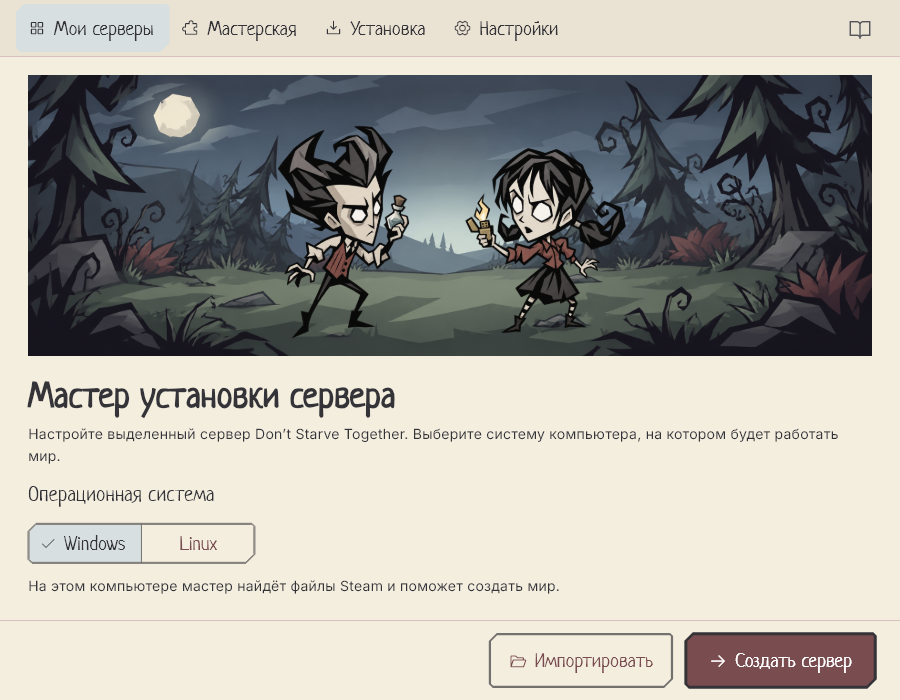 Мои серверы
Мастерская
Установка
Настройки
Мастер установки сервера
Настройте выделенный сервер Don’t Starve Together. Выберите систему компьютера, на котором будет работать
мир.
Операционная система
Windows
Linux
На этом компьютере мастер найдёт файлы Steam и поможет создать мир.
Импортировать
Создать сервер